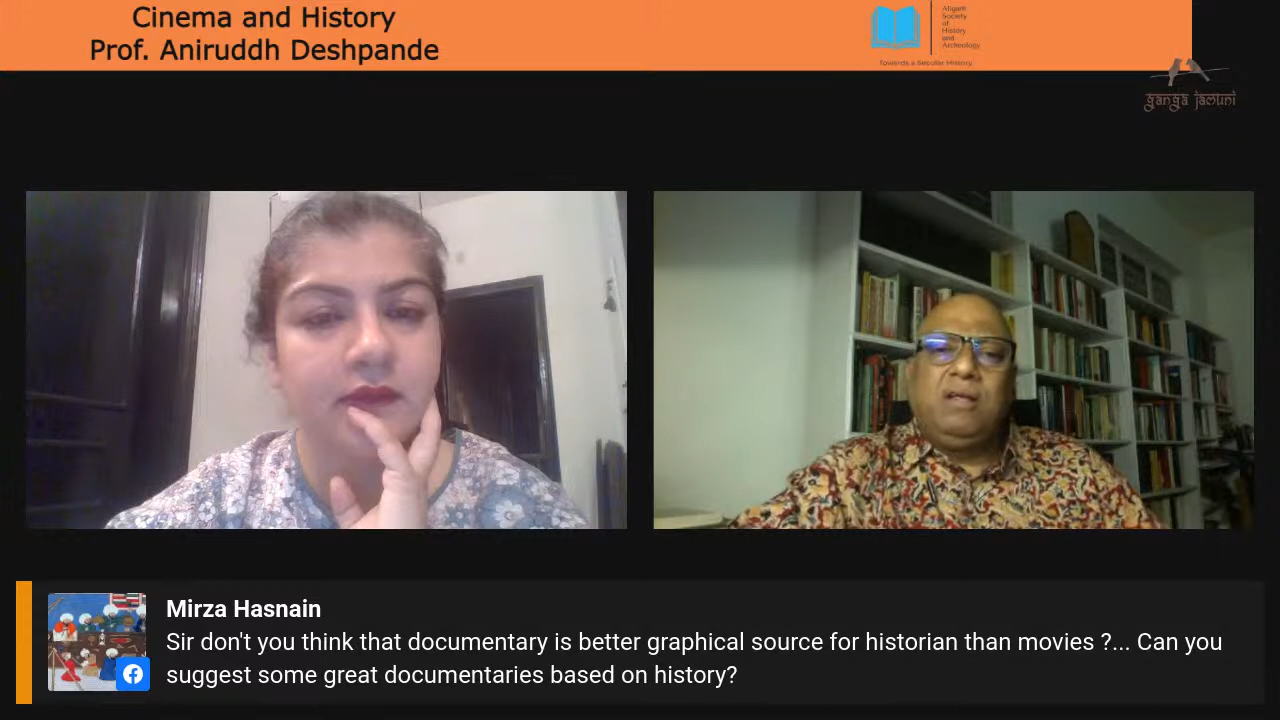 Cinema and History
Prof. Aniruddh Deshpande
Aligarh
Society
of
History
and
Archeology
Towards a Secular History
ganga jamuni
Mirza Hasnain
Sir don't you think that documentary is better graphical source for historian than movies ?... Can you
suggest some great documentaries based on history?